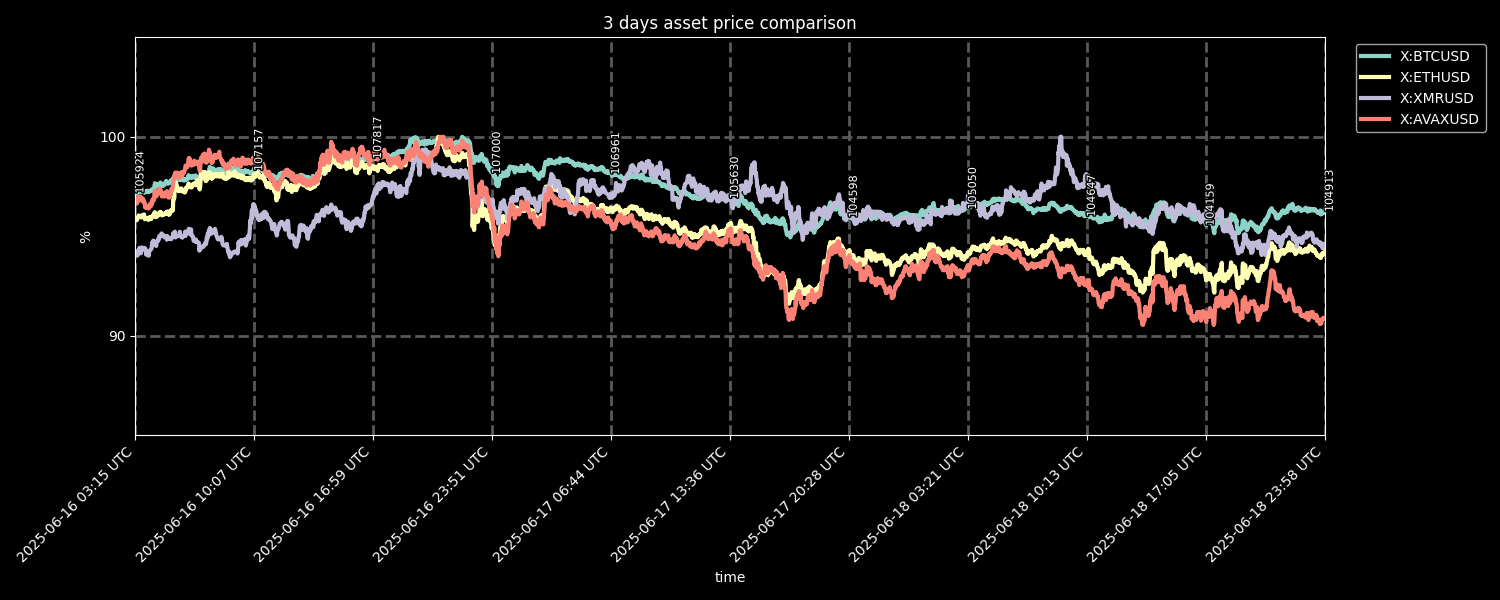 3 days asset price comparison
X:BTCUSD
X:ETHUSD
X:XMRUSD
X:AVAXUSD
100
90
%
105924
107157
107817
107000
106961
105630
104598
105050
104647
104159
104913
2025-06-16 03:15 UTC
2025-06-16 10:07 UTC
2025-06-16 16:59 UTC
2025-06-16 23:51 UTC
2025-06-17 06:44 UTC
2025-06-17 13:36 UTC
2025-06-17 20:28 UTC
2025-06-18 03:21 UTC
2025-06-18 10:13 UTC
2025-06-18 17:05 UTC
2025-06-18 23:58 UTC
time